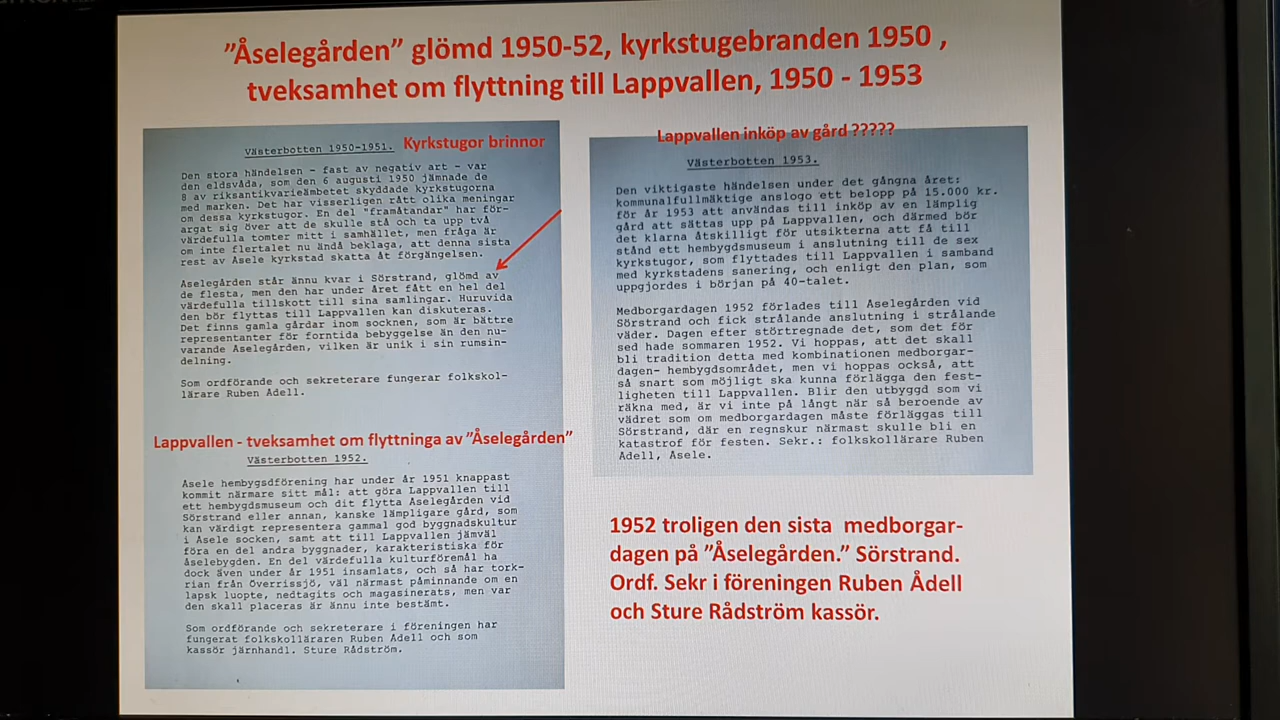 ”Åselegården” glömd 1950-52, kyrkstugebranden 1950 ,
tveksamhet om flyttning till Lappvallen, 1950 - 1953
Västerbotten 1950-1951. Kyrkstugor brinnor
Den stora händelsen - fast av negativ art - var
den eldsvåda, som den 6 augusti i 1950 jämnade de
8 av riksantikvarieämbetet skyddade kyrkstugorna
med marken. Det har visserligen rått olika meningar
om dessa kyrkstugor. En del "framåtandar" har för-
argat sig över att de skulle stå och ta upp två
värdefulla tomter mitt i samhället, men fråga är
om inte flertalet nu ändå beklaga, att denna sista
rest av Åsele kyrkstad skatta åt förgängelsen.
Åselegården står ännu kvar i Sörstrand, glömd av
de flesta, men den har under året fått en hel del
värdefulla tillskott till sina samlingar. Huruvida
den bör flyttas till Lappvallen kan diskuteras.
Det finns gamla gårdar inom socknen, som är bättre
representanter för forntida bebyggelse än den nu-
varande Åselegården, vilken är unik i sin rumsin-
delning.
Som ordförande och sekreterare fungerar folkskol-
lärare Ruben Ådell.
Lappvallen - tveksamhet om flyttninga av ”Åselegården”
Västerbotten 1952.
Åsele hembygsdförening har under år 1951 knappast
kommit närmare sitt mål: att göra Lappvallen till
ett hembygdsmuseum och dit flytta Åselegården vid
Sörstrand eller annan, kanske lämpligare gård, som
kan värdigt representera gammal god byggnadskultur
i Åsele socken, samt att till Lappvallen jämväl
föra en del andra byggnader, karakteristiska för
åselebygden. En del värdefulla kulturföremål ha
dock även under år 1951 insamlats, och så har tork-
rian från Överrissjö, väl närmast påminnande om en
lapsk luopte, nedtagits och magasinerats, men var
den skall placeras är ännu inte bestämt.
Som ordförande och sekreterare i föreningen har
fungerat folkskolläraren Ruben Ådell och som
kassör järnhandl. Sture Rådström.
Lappvallen inköp av gård ?????
Västerbotten 1953.
Den viktigaste händelsen under det gångna året:
kommunalfullmäktige anslogo ett belopp på 15.000 kr.
för år 1953 att användas till inköp av en lämplig
gård att sättas upp på Lappvallen, och därmed bör
det klarna åtskilligt för utsikterna att få till
stånd ett hembygdsmuseum i anslutning till de sex
kyrkstugor, som flyttades till Lappvallen i samband
med kyrkstadens sanering, och enligt den plan, som
uppgjordes i början på 40-talet.
Medborgardagen 1952 förlades till Åselegården vid
Sörstrand och fick strålande anslutning i strålande
väder. Dagen efter störtregnade det, som det för
sed hade sommaren 1952. Vi hoppas, att det skall
bli tradition detta med kombinationen medborgar-
dagen- hembygdsområdet, men vi hoppas också, att
så snart som möjligt ska kunna förlägga den fest-
ligheten till Lappvallen. Blir den utbyggd som vi
räkna med, är vi inte på långt när så beroende av
vädret som om medborgardagen måste förläggas till
Sörstrand, där en regnskur närmast skulle bli en
katastrof för festen. Sekr.: folkskollärare Ruben
Ådell, Åsele.
1952 troligen den sista medborgar-
dagen på ”Åselegården.” Sörstrand.
Ordf. Sekr i föreningen Ruben Ådell
och Sture Rådström kassör.